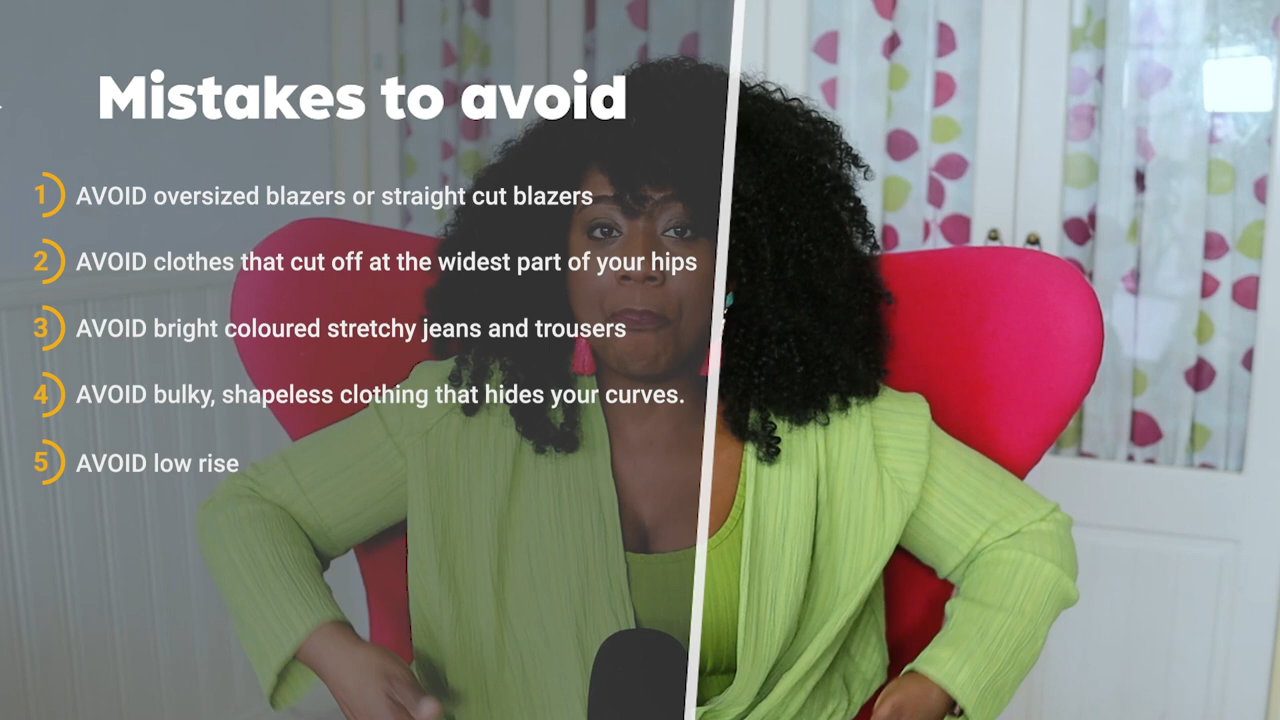 Mistakes to avoid
1 AVOID oversized blazers or straight cut blazers
2 AVOID clothes that cut off at the widest part of your hips
3 AVOID bright coloured stretchy jeans and trousers
4 AVOID bulky, shapeless clothing that hides your curves.
5 AVOID low rise